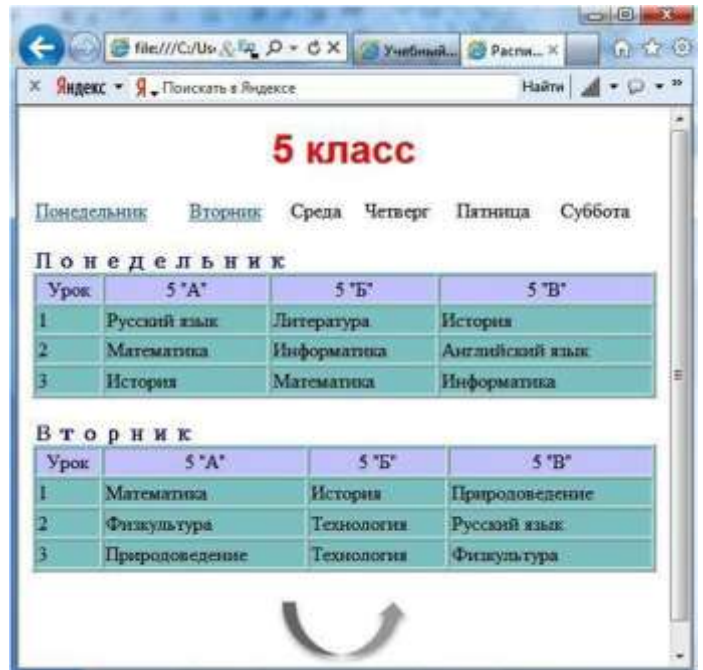 file:///C:/Us
Учебный...
Распи...
Яндекс
Я
Поискать в Яндексе
Найти
5 класс
Понедельник Вторник Среда Четверг Пятница Суббота
Понедельник
Урок 5 "А" 5 "Б" 5 "В"
1 Русский язык Литература История
2 Математика Информатика Английский язык
3 История Математика Информатика
Вторник
Урок 5 "А" 5 "Б" 5 "В"
1 Математика История Природоведение
2 Физкультура Технология Русский язык
3 Природоведение Технология Физкультура